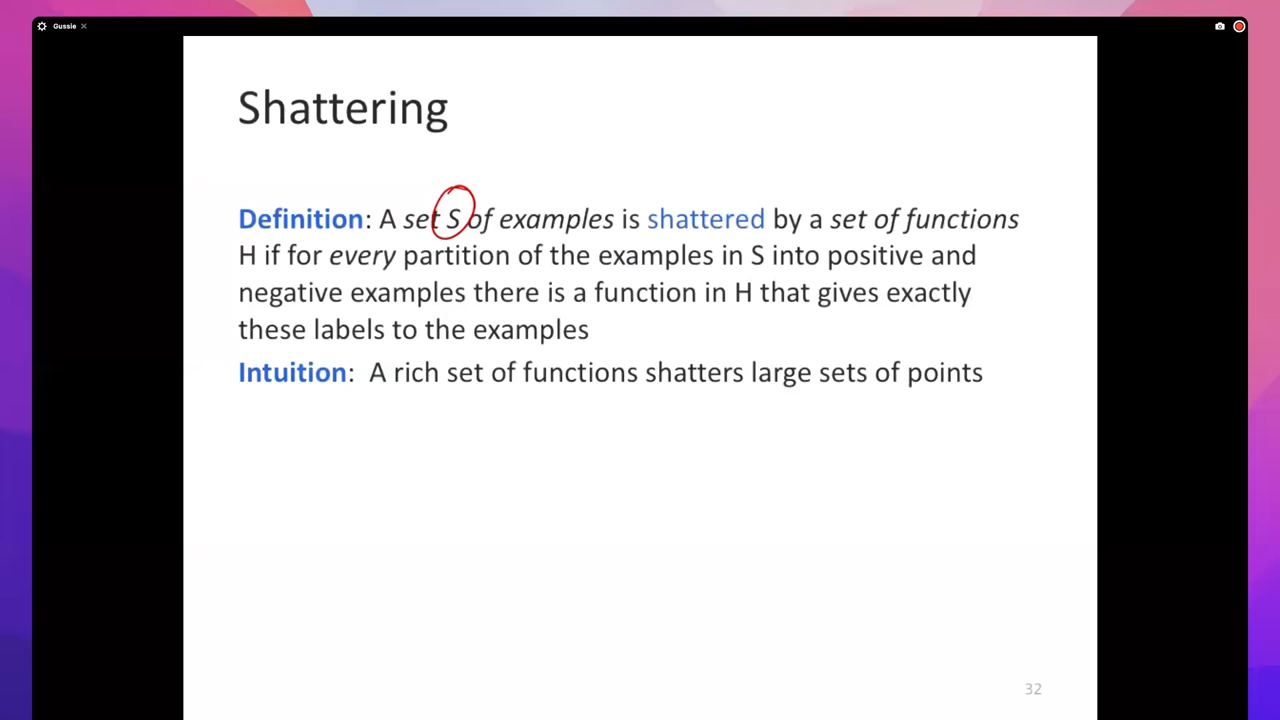 Gussie
Shattering
Definition: A set S of examples is shattered by a set of functions
H if for every partition of the examples in S into positive and
negative examples there is a function in H that gives exactly
these labels to the examples
Intuition: A rich set of functions shatters large sets of points
32